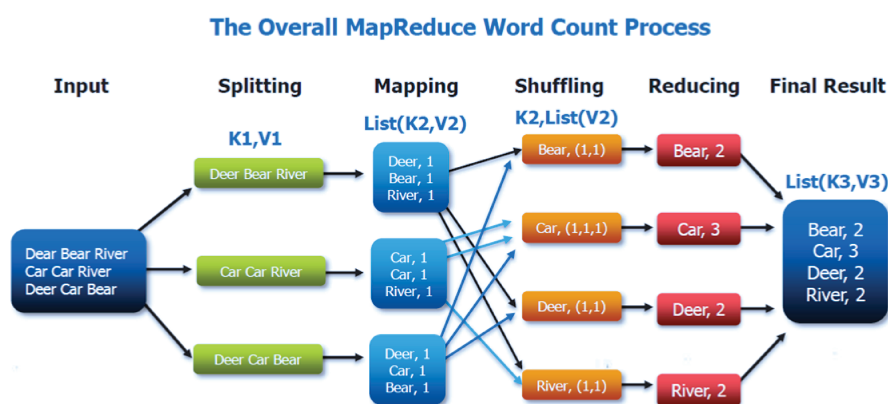 The Overall MapReduce Word Count Process
Input
Splitting
Mapping
Shuffling
Reducing
Final Result
K1,V1
List(K2,V2)
K2,List(V2)
List(K3,V3)
Dear Bear River
Car Car River
Deer Car Bear
Deer Bear River
Car Car River
Deer Car Bear
Deer, 1
Bear, 1
River, 1
Car, 1
Car, 1
River, 1
Deer, 1
Car, 1
Bear, 1
Bear, (1,1)
Car, (1,1,1)
Deer, (1,1)
River, (1,1)
Bear, 2
Car, 3
Deer, 2
River, 2
Bear, 2
Car, 3
Deer, 2
River, 2